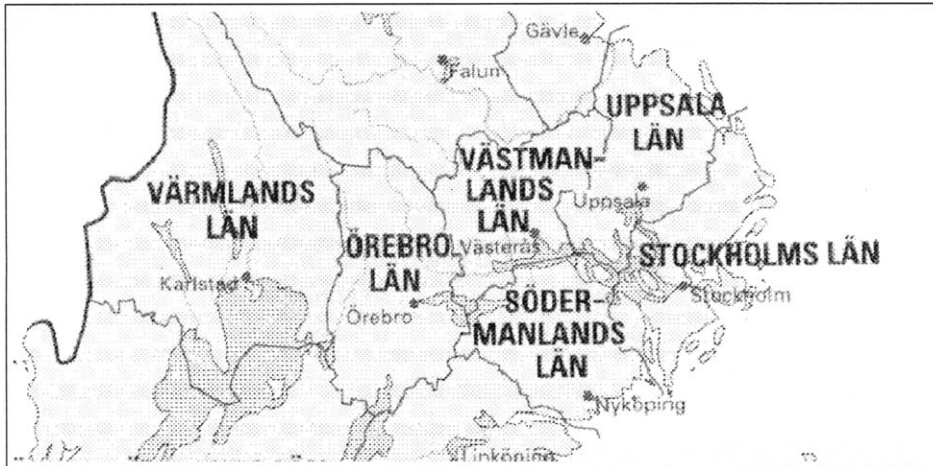 Gävle
Falun
UPPSALA
LÄN
VÄSTMAN-
LANDS
LÄN
VÄRMLANDS
LÄN
Uppsala
ÖREBRO
LÄN
Västerås
STOCKHOLMS LÄN
Karlstad
Örebro
SÖDER-
MANLANDS
LÄN
Stockholm
Nyköping
Linköping